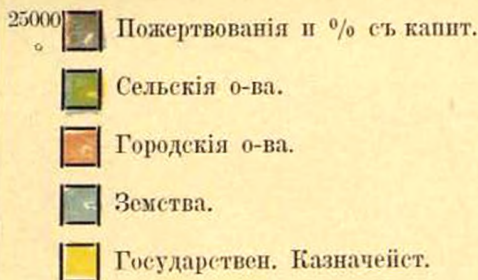 25000 Пожертвованія и % съ капит.
Сельскія о-ва.
Городскія о-ва.
Земства.
Государствен. Казначейст.